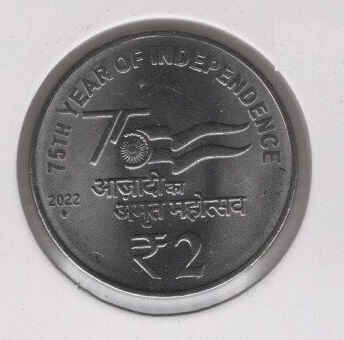 75TH YEAR OF INDEPENDENCE
75
आज़ादी का
अमृत महोत्सव
2022
₹2